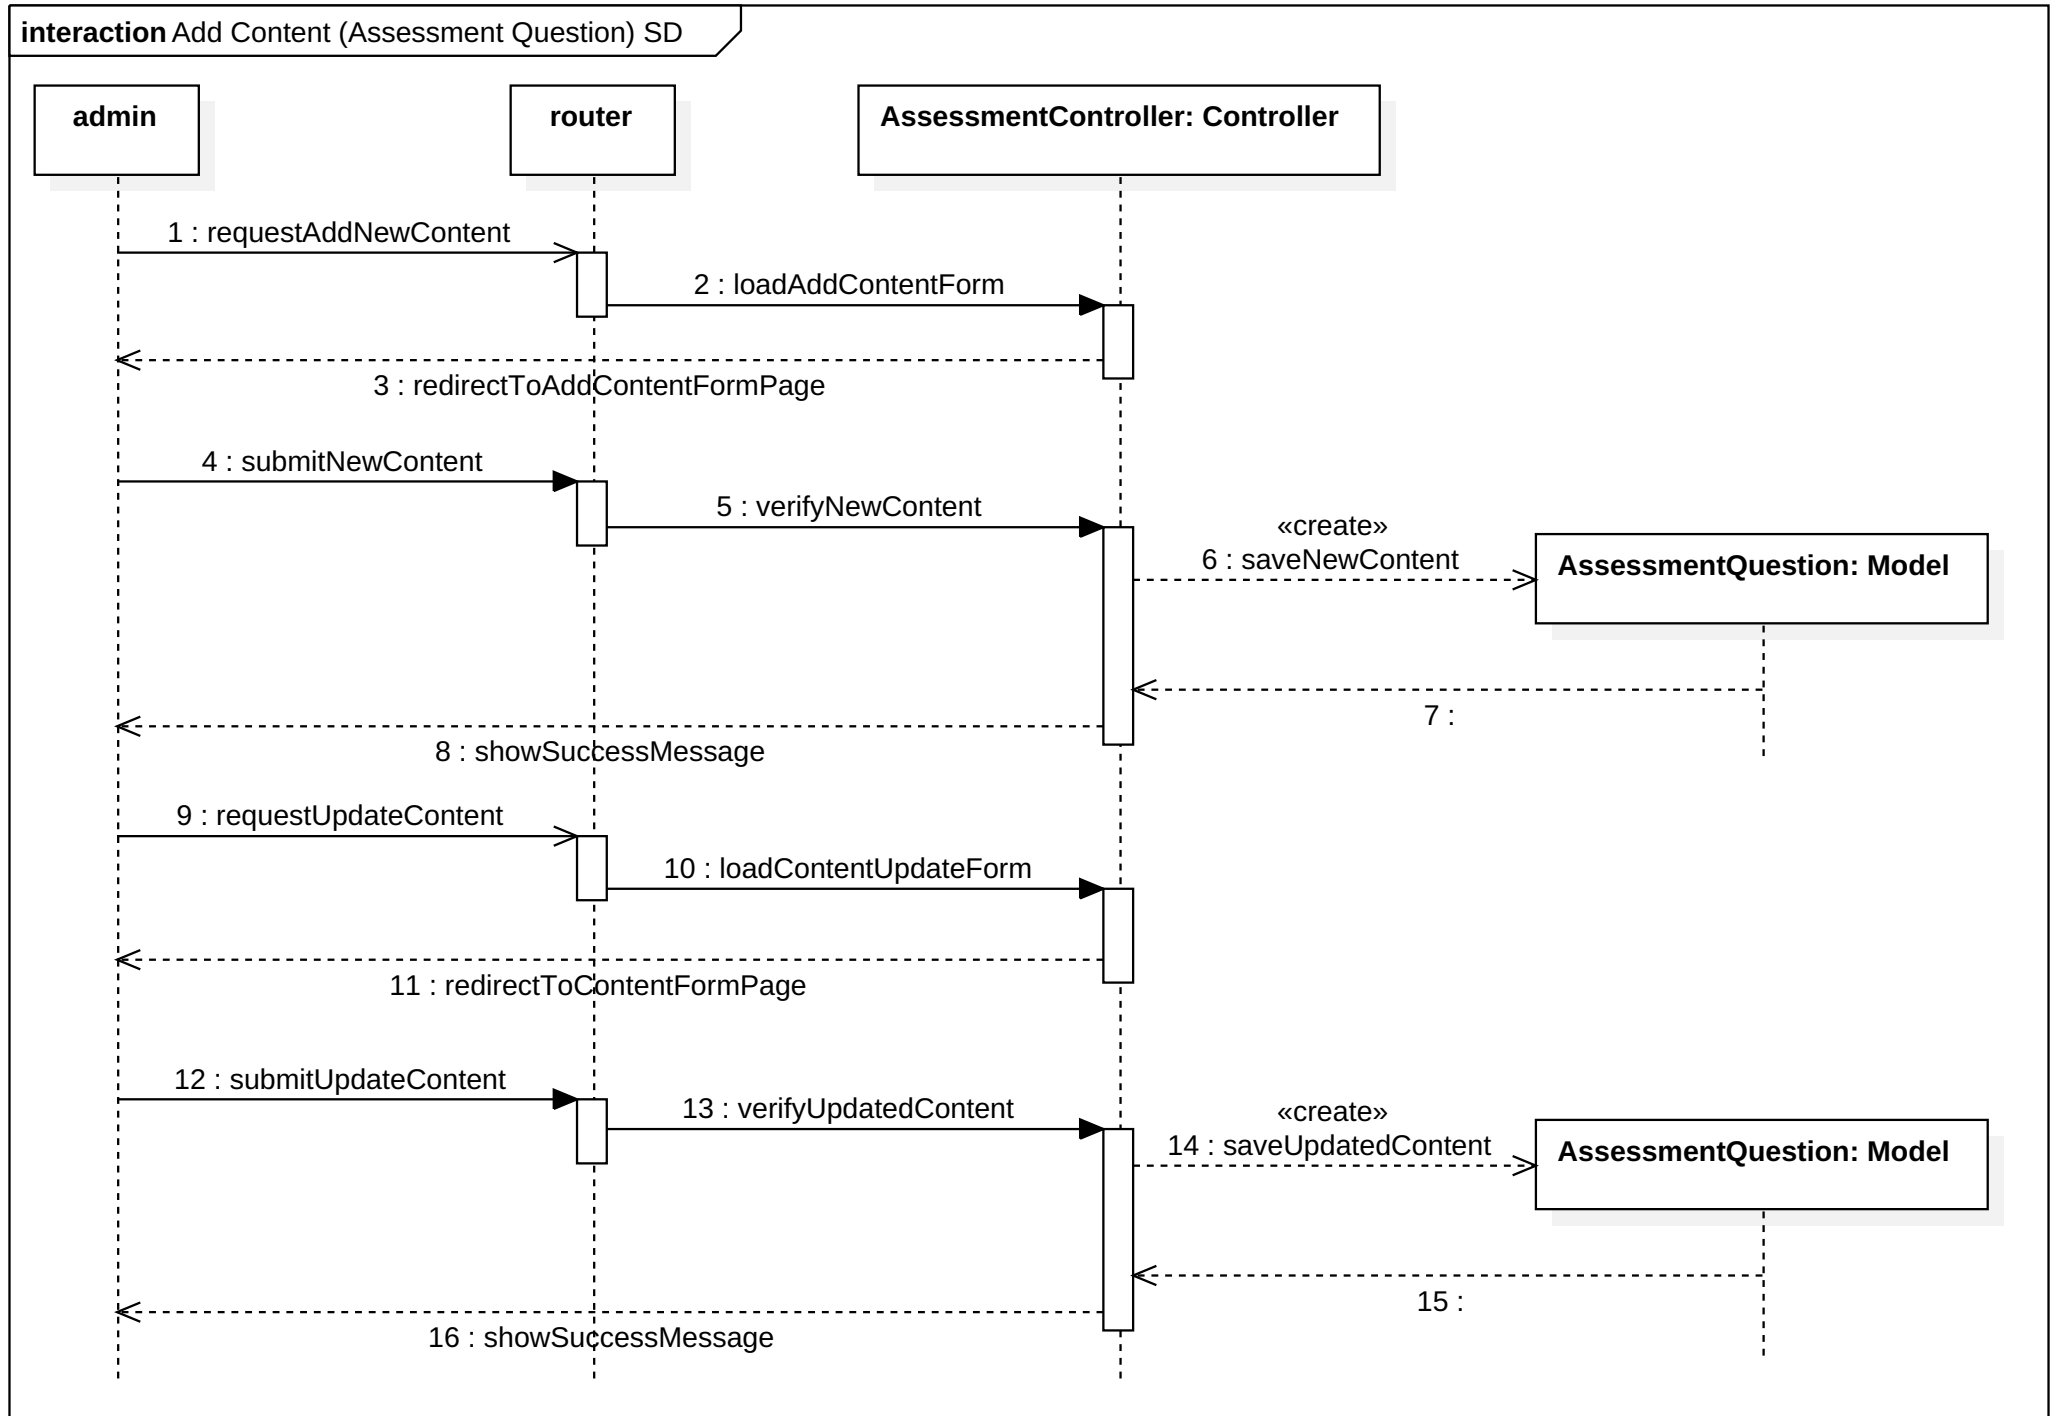 interaction Add Content (Assessment Question) SD
admin
router
AssessmentController: Controller
1 : requestAddNewContent
2 : loadAddContentForm
3 : redirectToAddContentFormPage
4 : submitNewContent
5 : verifyNewContent
«create»
6 : saveNewContent
AssessmentQuestion: Model
7 :
8 : showSuccessMessage
9 : requestUpdateContent
10 : loadContentUpdateForm
11 : redirectToContentFormPage
12 : submitUpdateContent
13 : verifyUpdatedContent
«create»
14 : saveUpdatedContent
AssessmentQuestion: Model
15 :
16 : showSuccessMessage